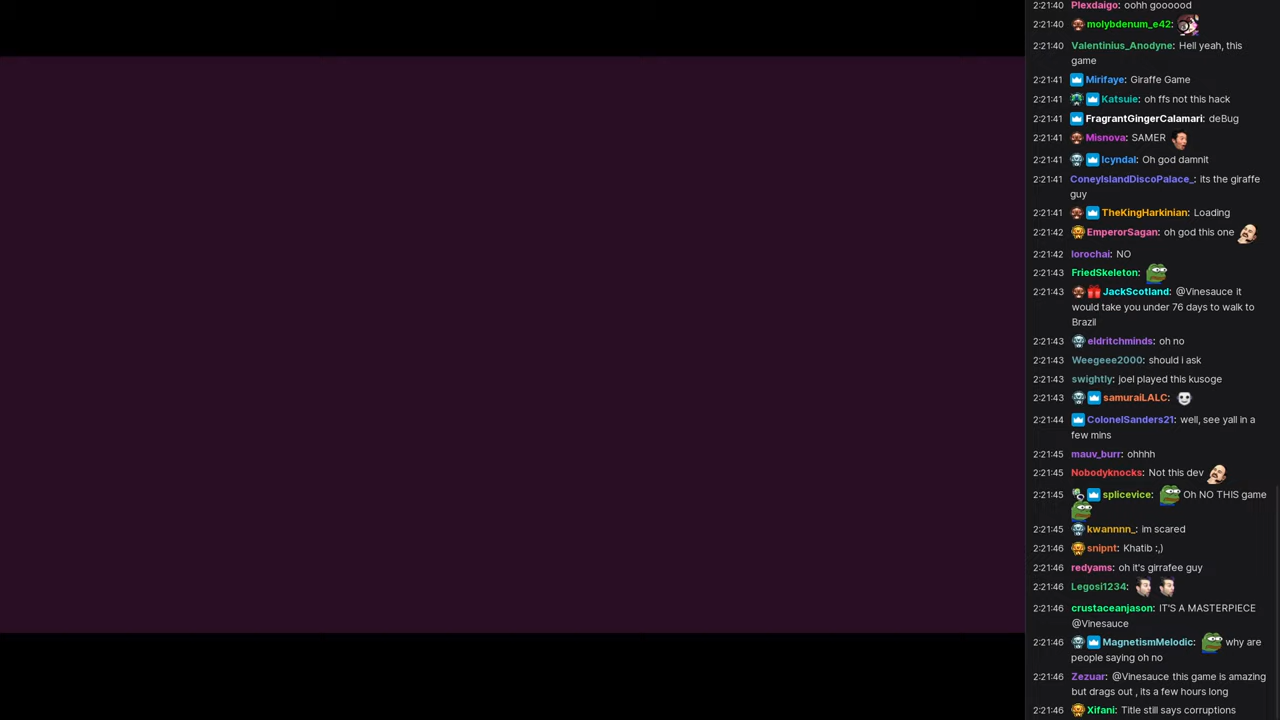 2:21:40 Plexdaigo: oohh goooood
2:21:40 molybdenum_e42:
2:21:40 Valentinius_Anodyne: Hell yeah, this
game
2:21:41 Mirifaye: Giraffe Game
2:21:41 Katsuie: oh ffs not this hack
2:21:41 FragrantGingerCalamari: deBug
2:21:41 Misnova: SAMER
2:21:41 Icyndal: Oh god damnit
2:21:41 ConeyIslandDiscoPalace_: its the giraffe
guy
2:21:41 TheKingHarkinian: Loading
2:21:42 EmperorSagan: oh god this one
2:21:42 lorochai: NO
2:21:43 FriedSkeleton:
2:21:43 JackScotland: @Vinesauce it
would take you under 76 days to walk to
Brazil
2:21:43 eldritchminds: oh no
2:21:43 Weegeee2000: should i ask
2:21:43 swightly: joel played this kusoge
2:21:43 samuraiLALC:
2:21:44 ColonelSanders21: well, see yall in a
few mins
2:21:45 mauv_burr: ohhhh
2:21:45 Nobodyknocks: Not this dev
2:21:45 splicevice: Oh NO THIS game
2:21:45 kwannnn_: im scared
2:21:46 snipnt: Khatib :,)
2:21:46 redyams: oh it's girrafee guy
2:21:46 Legosi1234:
2:21:46 crustaceanjason: IT'S A MASTERPIECE
@Vinesauce
2:21:46 MagnetismMelodic: why are
people saying oh no
2:21:46 Zezuar: @Vinesauce this game is amazing
but drags out , its a few hours long
2:21:46 Xifani: Title still says corruptions